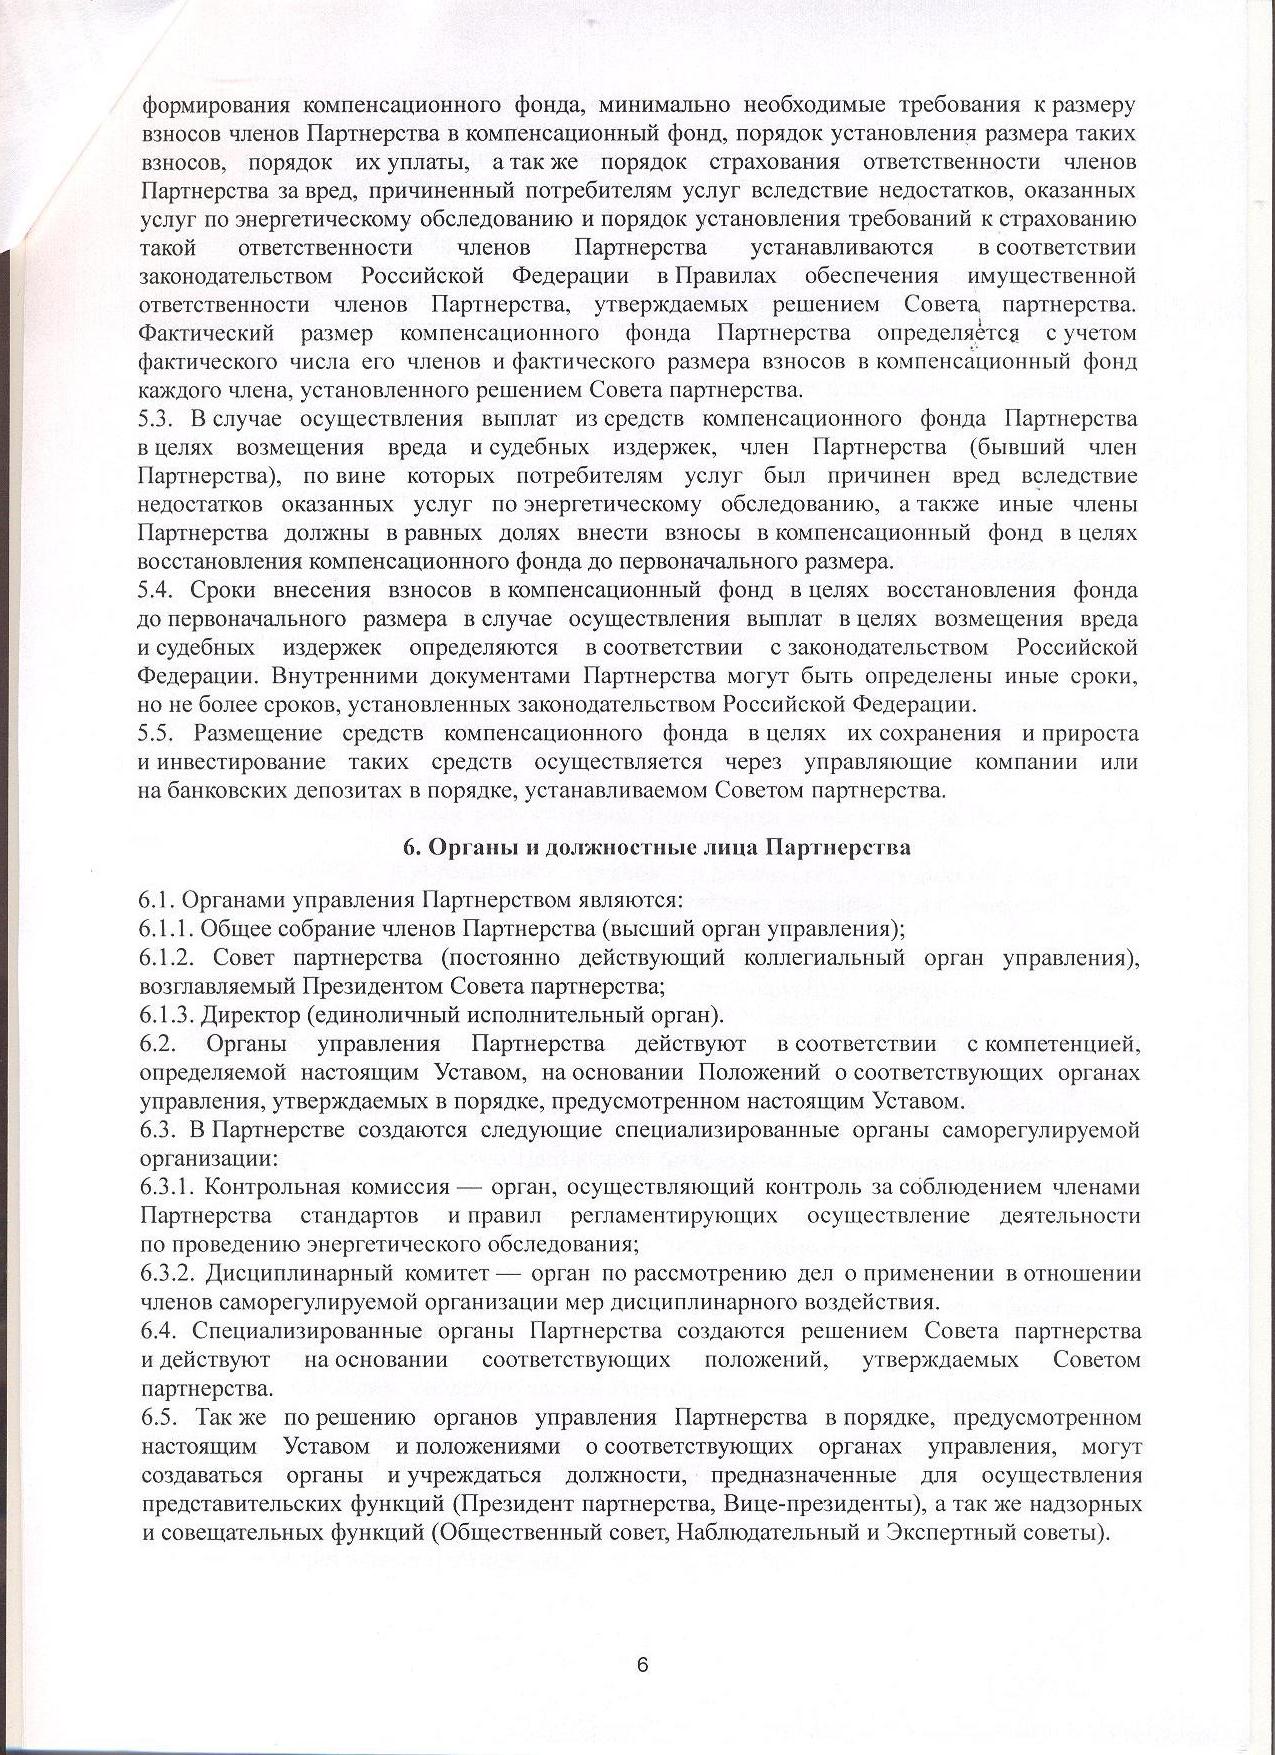 формирования компенсационного фонда, минимально необходимые требования к размеру
взносов членов Партнерства в компенсационный фонд, порядок установления размера таких
взносов, порядок их уплаты, а так же порядок страхования ответственности членов
Партнерства за вред, причиненный потребителям услуг вследствие недостатков, оказанных
услуг по энергетическому обследованию и порядок установления требований к страхованию
такой ответственности членов Партнерства устанавливаются в соответствии
законодательством Российской Федерации в Правилах обеспечения имущественной
ответственности членов Партнерства, утверждаемых решением Совета партнерства.
Фактический размер компенсационного фонда Партнерства определяется с учетом
фактического числа его членов и фактического размера взносов в компенсационный фонд
каждого члена, установленного решением Совета партнерства.
5.3. В случае осуществления выплат из средств компенсационного фонда Партнерства
в целях возмещения вреда и судебных издержек, член Партнерства (бывший член
Партнерства), по вине которых потребителям услуг был причинен вред вследствие
недостатков оказанных услуг по энергетическому обследованию, а также иные члены
Партнерства должны в равных долях внести взносы в компенсационный фонд в целях
восстановления компенсационного фонда до первоначального размера.
5.4. Сроки внесения взносов в компенсационный фонд в целях восстановления фонда
до первоначального размера в случае осуществления выплат в целях возмещения вреда
и судебных издержек определяются в соответствии с законодательством Российской
Федерации. Внутренними документами Партнерства могут быть определены иные сроки,
но не более сроков, установленных законодательством Российской Федерации.
5.5. Размещение средств компенсационного фонда в целях их сохранения и прироста
и инвестирование таких средств осуществляется через управляющие компании или
на банковских депозитах в порядке, устанавливаемом Советом партнерства.
6. Органы и должностные лица Партнерства
6.1. Органами управления Партнерством являются:
6.1.1. Общее собрание членов Партнерства (высший орган управления);
6.1.2. Совет партнерства (постоянно действующий коллегиальный орган управления),
возглавляемый Президентом Совета партнерства;
6.1.3. Директор (единоличный исполнительный орган).
6.2. Органы управления Партнерства действуют в соответствии с компетенцией,
определяемой настоящим Уставом, на основании Положений о соответствующих органах
управления, утверждаемых в порядке, предусмотренном настоящим Уставом.
6.3. В Партнерстве создаются следующие специализированные органы саморегулируемой
организации:
6.3.1. Контрольная комиссия — орган, осуществляющий контроль за соблюдением членами
Партнерства стандартов и правил регламентирующих осуществление деятельности
по проведению энергетического обследования;
6.3.2. Дисциплинарный комитет — орган по рассмотрению дел о применении в отношении
членов саморегулируемой организации мер дисциплинарного воздействия.
6.4. Специализированные органы Партнерства создаются решением Совета партнерства
и действуют на основании соответствующих положений, утверждаемых Советом
партнерства.
6.5. Так же по решению органов управления Партнерства в порядке, предусмотренном
настоящим Уставом и положениями о соответствующих органах управления, могут
создаваться органы и учреждаться должности, предназначенные для осуществления
представительских функций (Президент партнерства, Вице-президенты), а так же надзорных
и совещательных функций (Общественный совет, Наблюдательный и Экспертный советы).
6